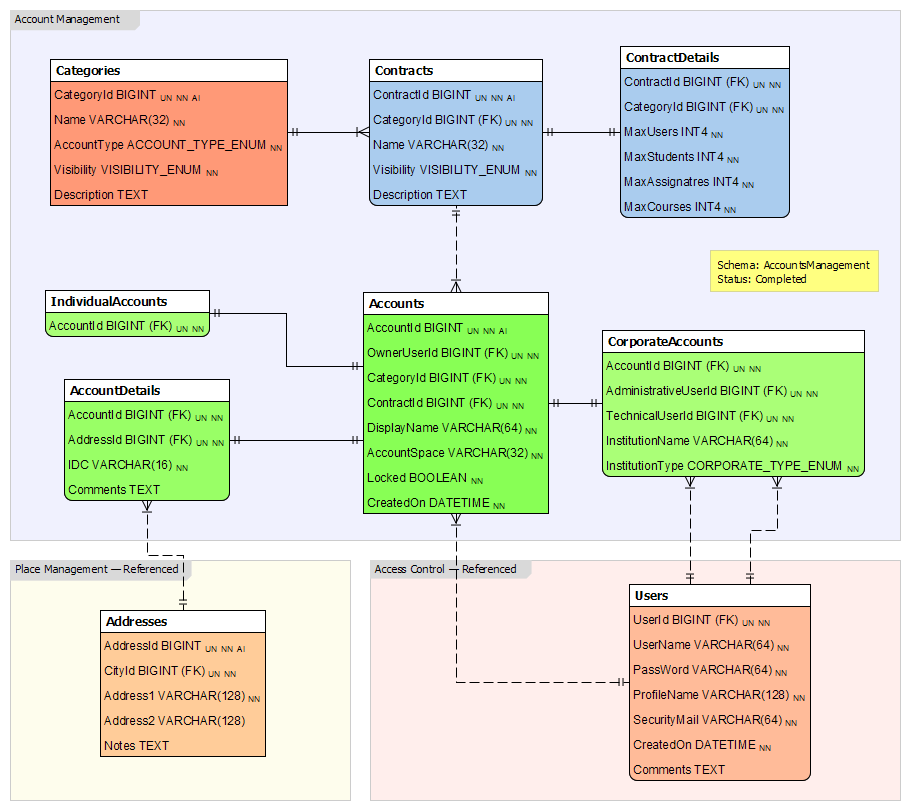 Account Management
Categories
CategoryId BIGINT UN NN AI
Name VARCHAR(32) NN
AccountType ACCOUNT_TYPE_ENUM NN
Visibility VISIBILITY_ENUM NN
Description TEXT
Contracts
ContractId BIGINT UN NN AI
CategoryId BIGINT (FK) UN NN
Name VARCHAR(32) NN
Visibility VISIBILITY_ENUM NN
Description TEXT
ContractDetails
ContractId BIGINT (FK) UN NN
CategoryId BIGINT (FK) UN NN
MaxUsers INT4 NN
MaxStudents INT4 NN
MaxAssignatres INT4 NN
MaxCourses INT4 NN
Schema: AccountsManagement
Status: Completed
IndividualAccounts
AccountId BIGINT (FK) UN NN
Accounts
AccountId BIGINT UN NN AI
OwnerUserId BIGINT (FK) UN NN
CategoryId BIGINT (FK) UN NN
ContractId BIGINT (FK) UN NN
DisplayName VARCHAR(64) NN
AccountSpace VARCHAR(32) NN
Locked BOOLEAN NN
CreatedOn DATETIME NN
CorporateAccounts
AccountId BIGINT (FK) UN NN
AdministrativeUserId BIGINT (FK) UN NN
TechnicalUserId BIGINT (FK) UN NN
InstitutionName VARCHAR(64) NN
InstitutionType CORPORATE_TYPE_ENUM NN
AccountDetails
AccountId BIGINT (FK) UN NN
AddressId BIGINT (FK) UN NN
IDC VARCHAR(16) NN
Comments TEXT
Place Management — Referenced
Addresses
AddressId BIGINT UN NN AI
CityId BIGINT (FK) UN NN
Address1 VARCHAR(128) NN
Address2 VARCHAR(128)
Notes TEXT
Access Control — Referenced
Users
UserId BIGINT (FK) UN NN
UserName VARCHAR(64) NN
PassWord VARCHAR(64) NN
ProfileName VARCHAR(128) NN
SecurityMail VARCHAR(64) NN
CreatedOn DATETIME NN
Comments TEXT